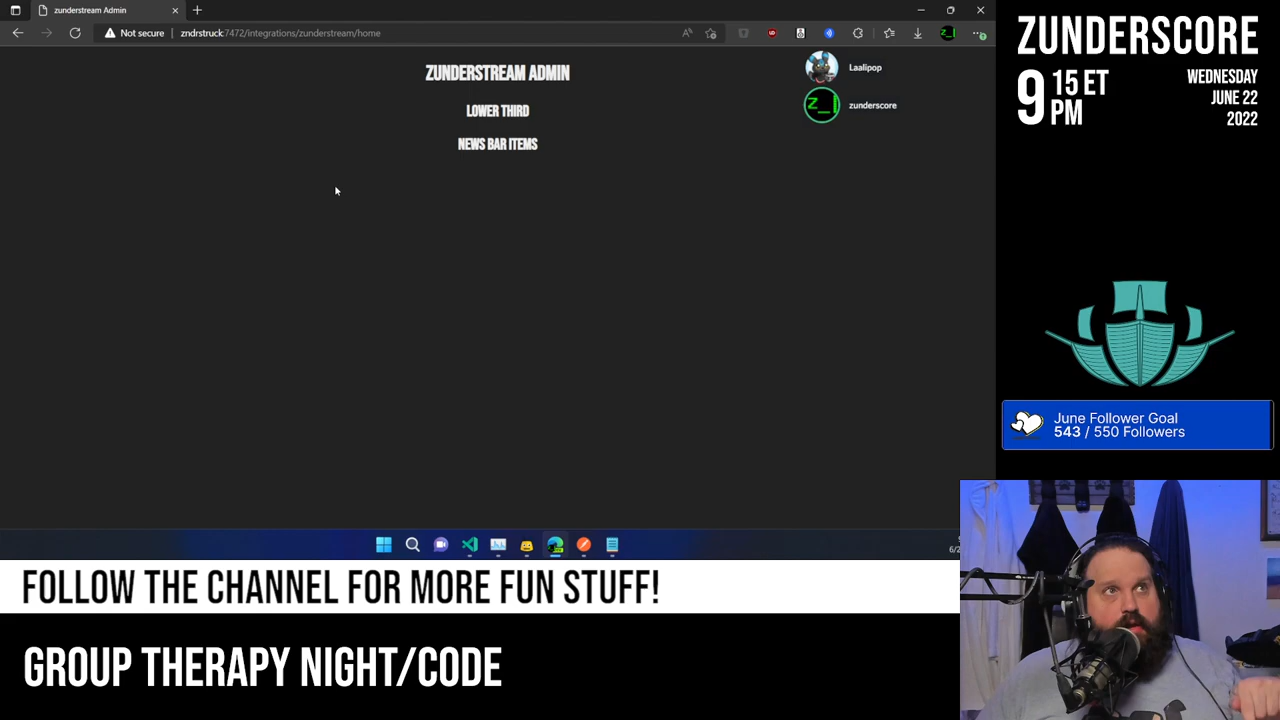 zunderstream Admin
Not secure
zndrstruck:7472/integrations/zunderstream/home
ZUNDERSTREAM ADMIN
LOWER THIRD
NEWS BAR ITEMS
Laalipop
z_
zunderscore
ZUNDERSCORE
9 15 ET
PM
WEDNESDAY
JUNE 22
2022
June Follower Goal
543 / 550 Followers
FOLLOW THE CHANNEL FOR MORE FUN STUFF!
GROUP THERAPY NIGHT/CODE